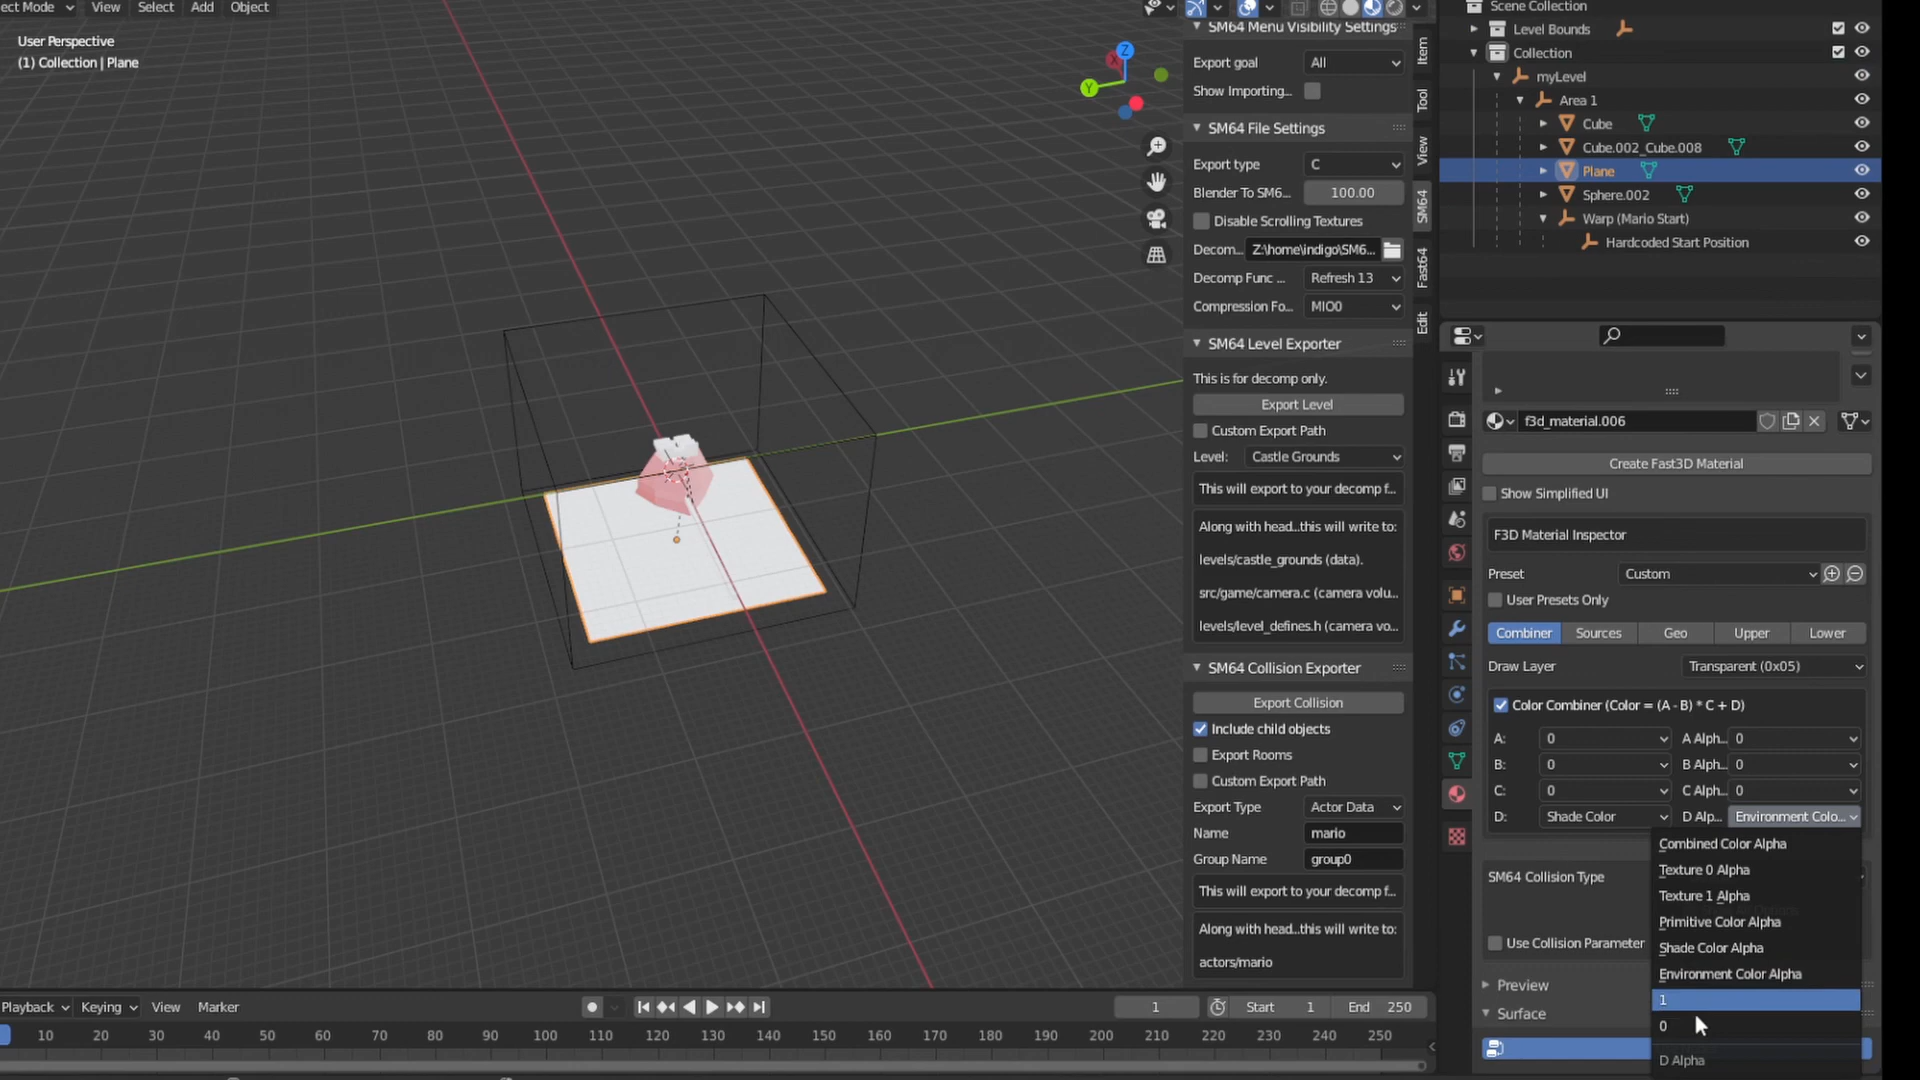 ect Mode View Select Add Object
User Perspective
(1) Collection | Plane
Z
X
Y
SM64 Menu Visibility Settings
Export goal All
Show Importing...
SM64 File Settings
Export type C
Blender To SM6... 100.00
Disable Scrolling Textures
Decom... Z:\home\indigo\SM6...
Decomp Func ... Refresh 13
Compression Fo... MIO0
SM64 Level Exporter
This is for decomp only.
Export Level
Custom Export Path
Level: Castle Grounds
This will export to your decomp f...
Along with head..this will write to:
levels/castle_grounds (data).
src/game/camera.c (camera volu...
levels/level_defines.h (camera vo...
SM64 Collision Exporter
Export Collision
Include child objects
Export Rooms
Custom Export Path
Export Type Actor Data
Name mario
Group Name group0
This will export to your decomp f...
Along with head..this will write to:
actors/mario
Item
Tool
View
SM64
Fast64
Edit
Scene Collection
Level Bounds
Collection
myLevel
Area 1
Cube
Cube.002_Cube.008
Plane
Sphere.002
Warp (Mario Start)
Hardcoded Start Position
f3d_material.006
Create Fast3D Material
Show Simplified UI
F3D Material Inspector
Preset Custom
User Presets Only
Combiner Sources Geo Upper Lower
Draw Layer Transparent (0x05)
Color Combiner (Color = (A - B) * C + D)
A: 0 A Alph... 0
B: 0 B Alph... 0
C: 0 C Alph... 0
D: Shade Color D Alp... Environment Colo...
Combined Color Alpha
Texture 0 Alpha
Texture 1 Alpha
Primitive Color Alpha
Shade Color Alpha
Environment Color Alpha
1
0
D Alpha
SM64 Collision Type
Use Collision Parameter
Preview
Surface
Playback Keying View Marker
1 Start 1 End 250
10 20 30 40 50 60 70 80 90 100 110 120 130 140 150 160 170 180 190 200 210 220 230 240 250